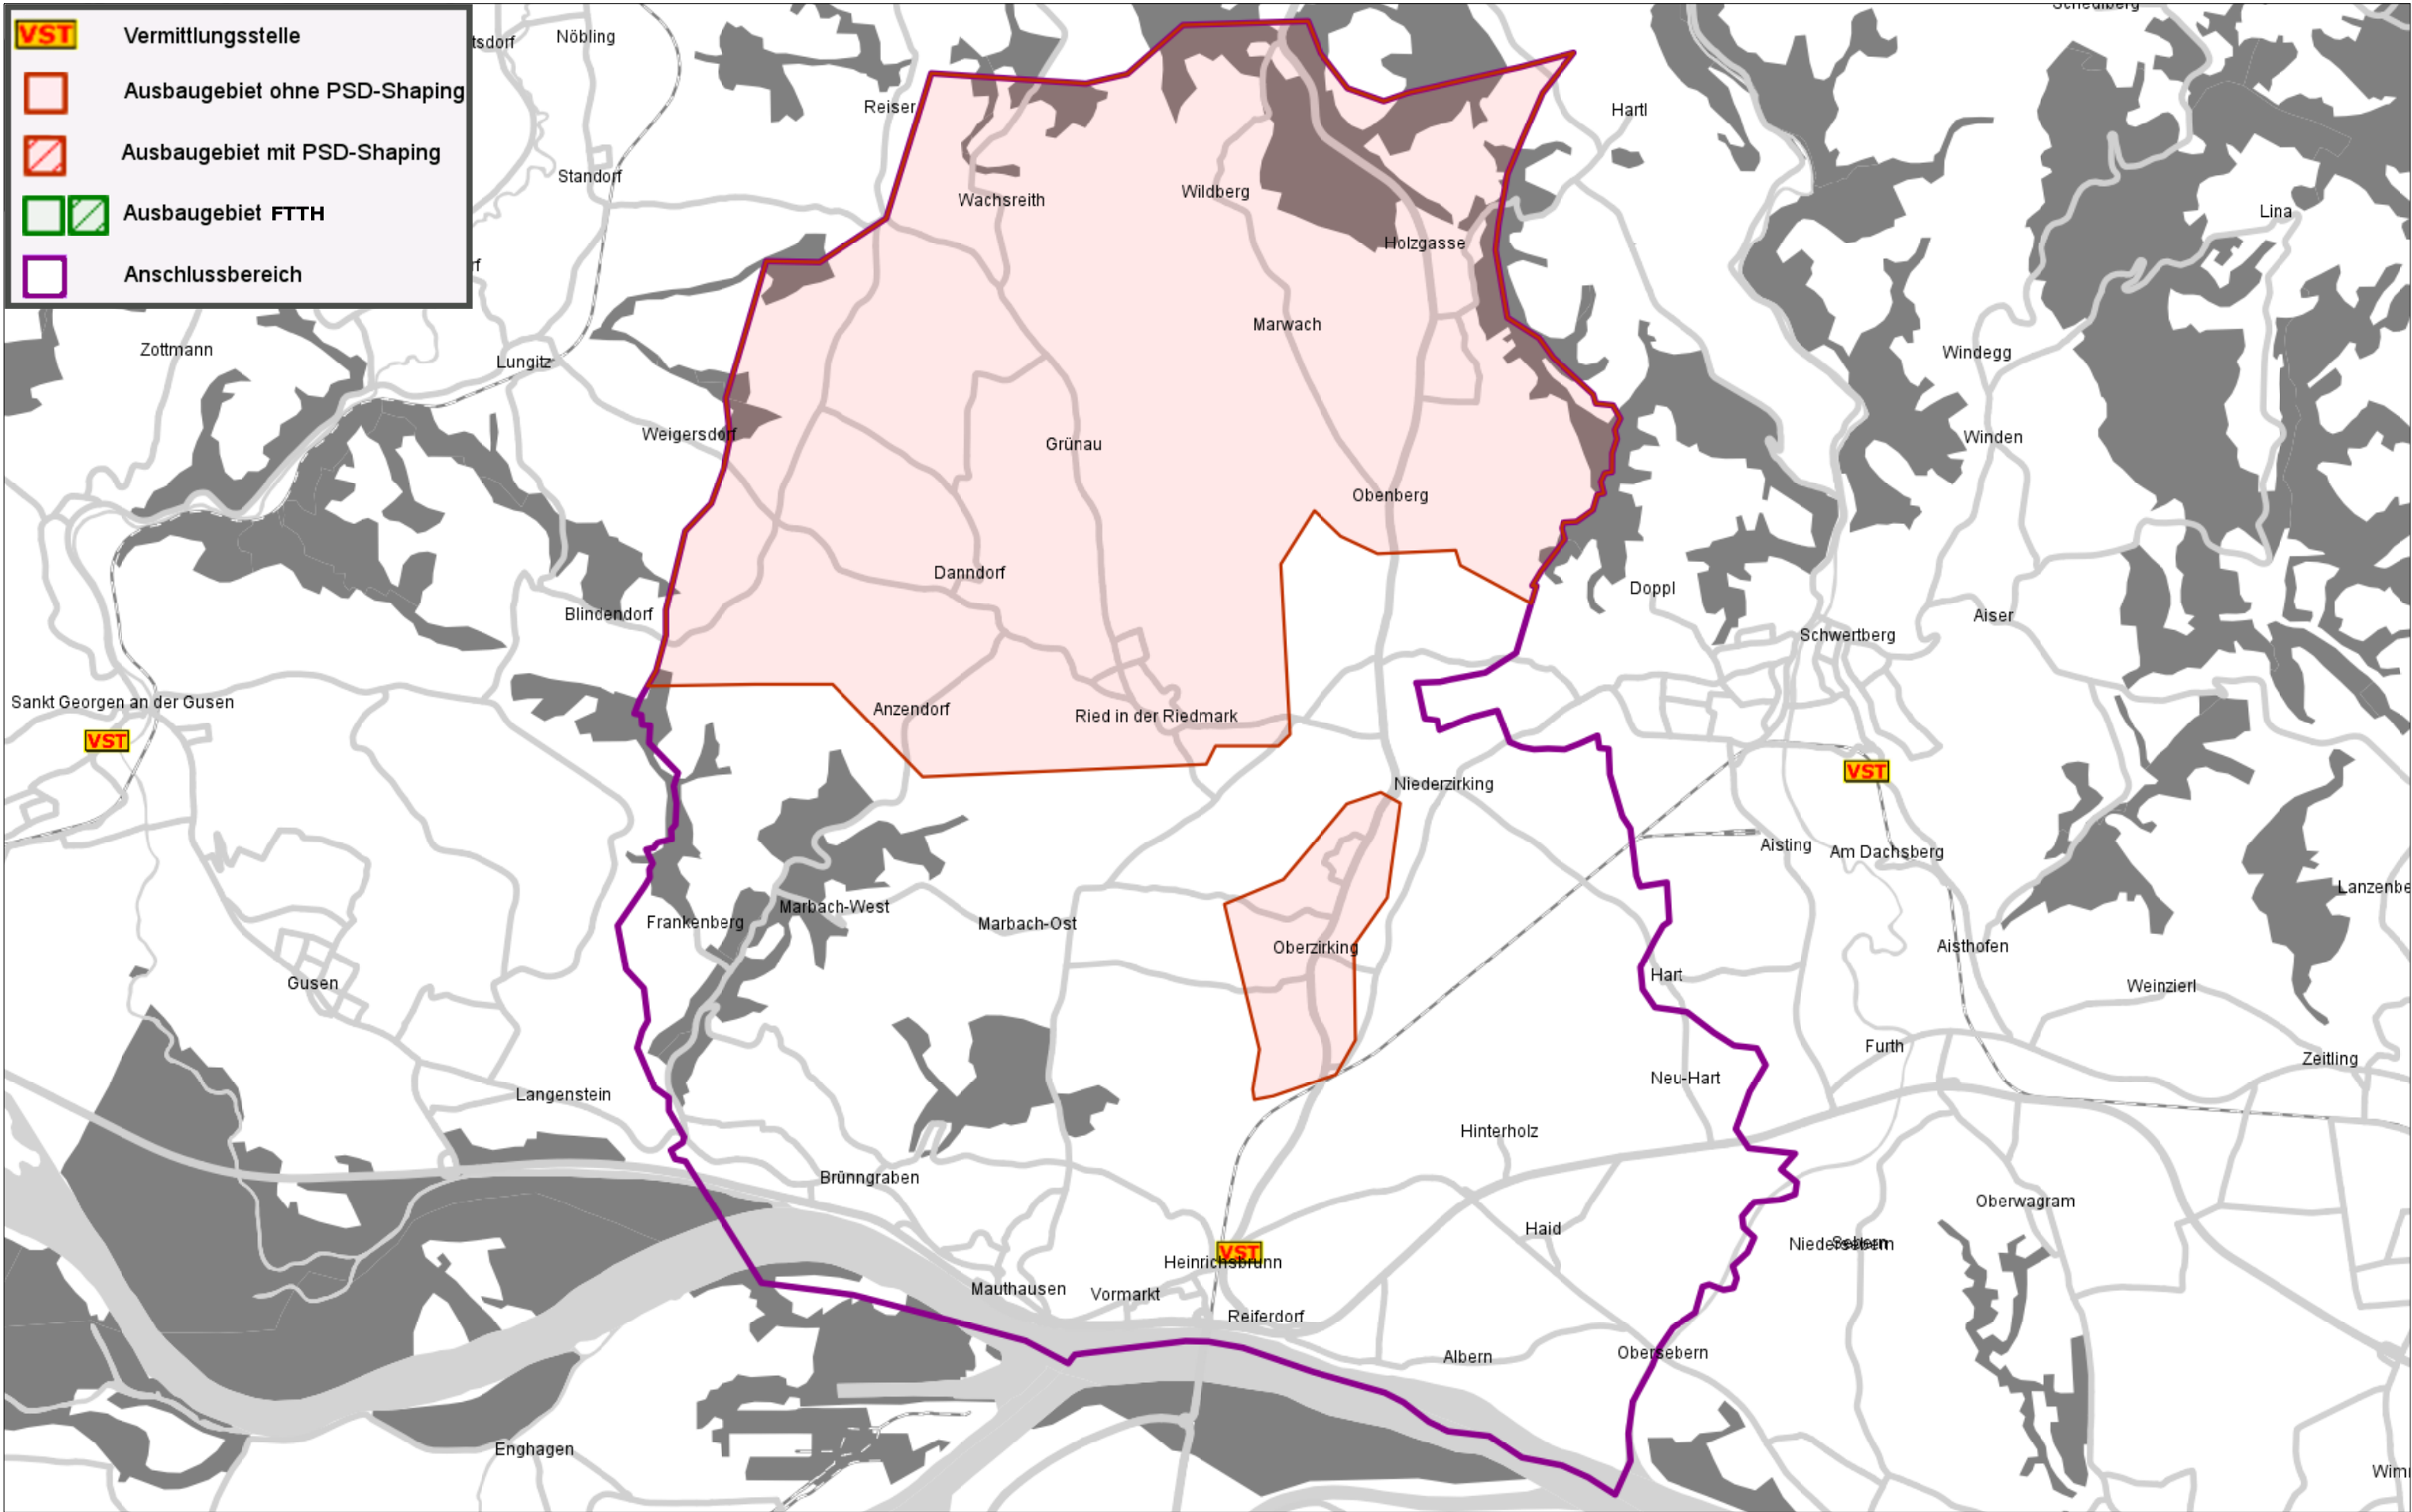 VST Vermittlungsstelle
Ausbaugebiet ohne PSD-Shaping
Ausbaugebiet mit PSD-Shaping
Ausbaugebiet FTTH
Anschlussbereich
tsdorf
Nöbling
Reiser
Hartl
Standorf
Wachsreith
Wildberg
Lina
Holzgasse
rf
Marwach
Zottmann
Lungitz
Windegg
Weigersdorf
Grünau
Winden
Obenberg
Danndorf
Doppl
Blindendorf
Aiser
Schwertberg
Sankt Georgen an der Gusen
Anzendorf
Ried in der Riedmark
VST
VST
Niederzirking
Aisting
Am Dachsberg
Lanzenbe
Marbach-West
Frankenberg
Marbach-Ost
Oberzirking
Aisthofen
Hart
Gusen
Weinzierl
Furth
Zeitling
Neu-Hart
Langenstein
Hinterholz
Brünngraben
Oberwagram
Haid
Niedersebern
Sebern
VST
Heinrichsbrunn
Mauthausen
Vormarkt
Reiferdorf
Obersebern
Albern
Enghagen